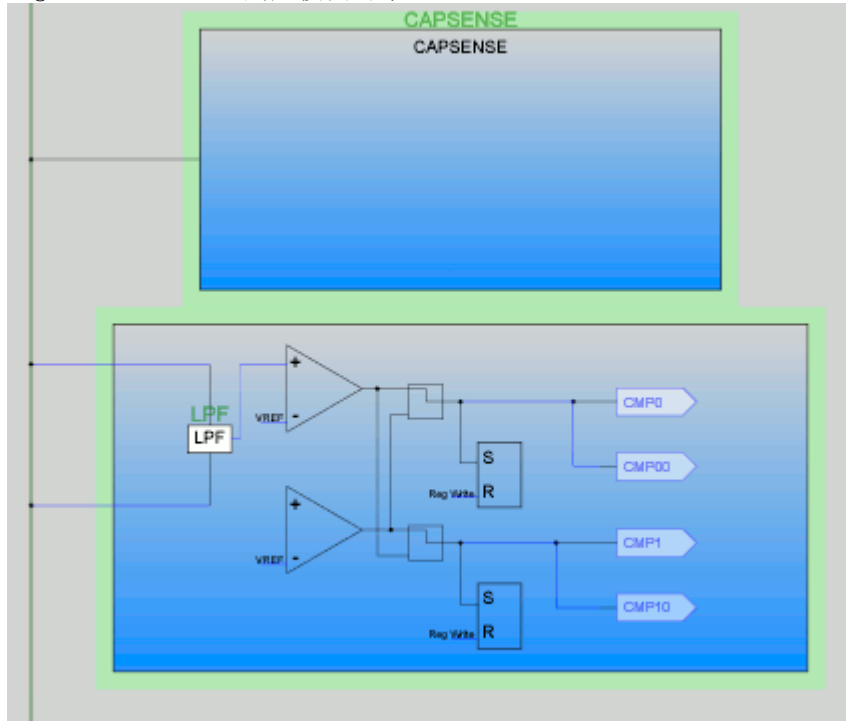 CAPSENSE
CAPSENSE
+
LPF
LPF
VREF
-
CMP0
CMP00
S
Reg Write
R
+
VREF
-
CMP1
CMP10
S
Reg Write
R